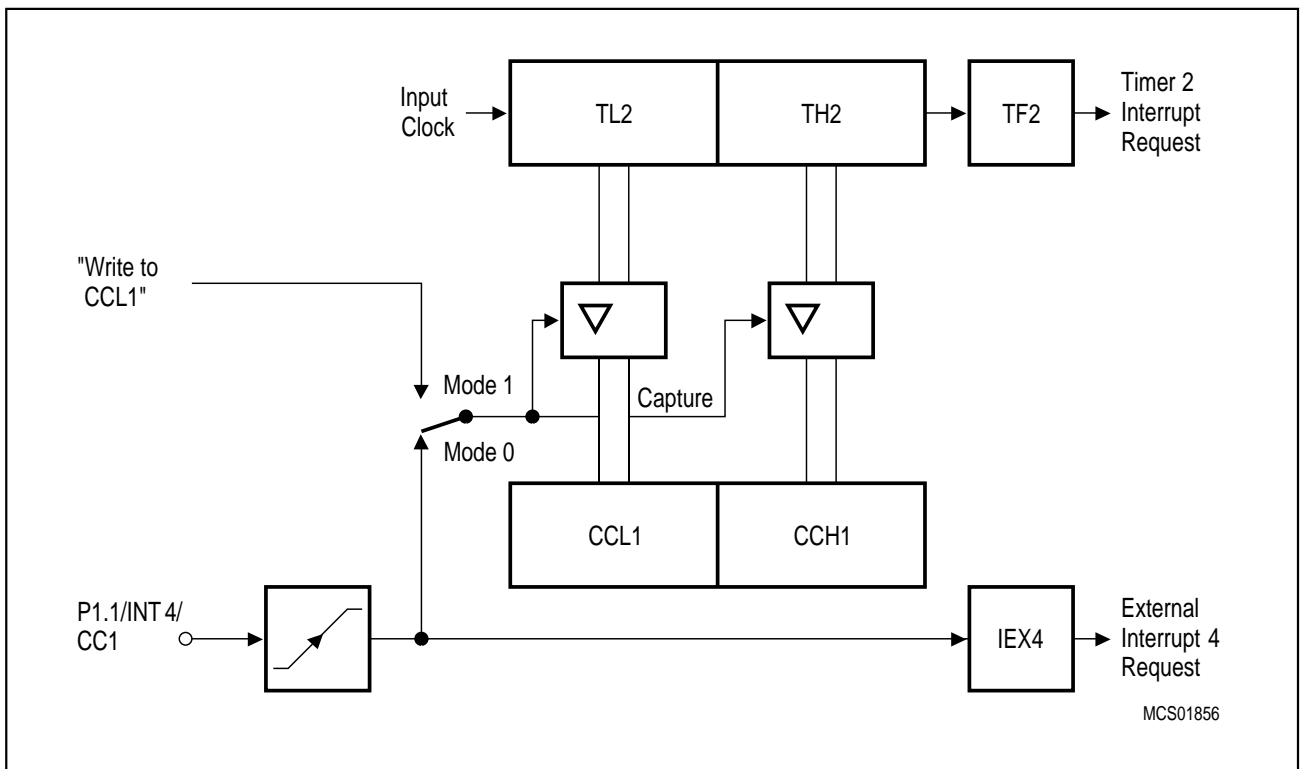 Input
Clock
TL2
TH2
TF2
Timer 2
Interrupt
Request
"Write to
CCL1"
Mode 1
Capture
Mode 0
CCL1
CCH1
P1.1/INT 4/
CC1
IEX4
External
Interrupt 4
Request
MCS01856